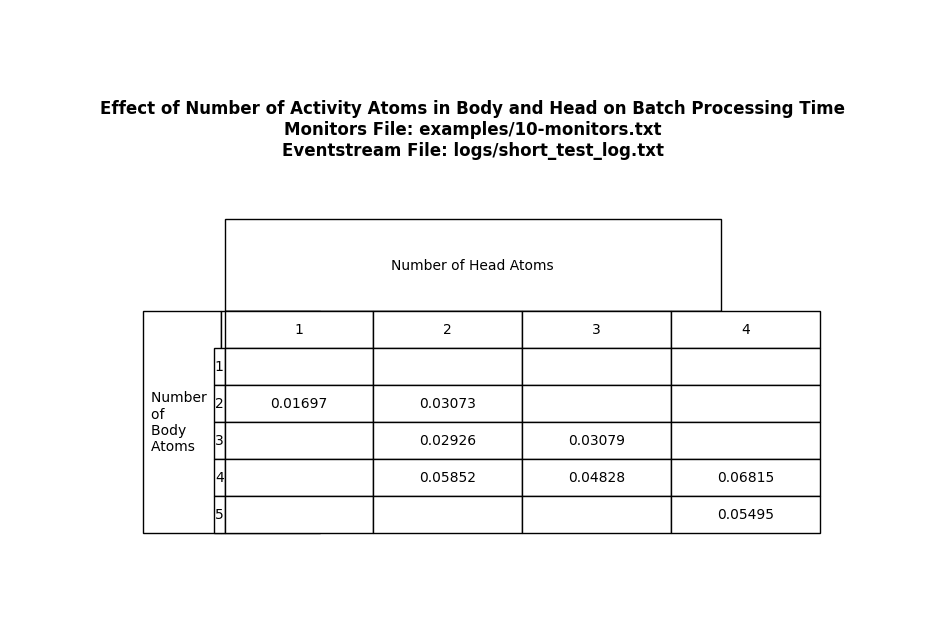 Effect of Number of Activity Atoms in Body and Head on Batch Processing Time
Monitors File: examples/10-monitors.txt
Eventstream File: logs/short_test_log.txt
Number of Head Atoms
1 2 3 4
1
2 0.01697 0.03073
3 0.02926 0.03079
4 0.05852 0.04828 0.06815
5 0.05495
Number
of
Body
Atoms